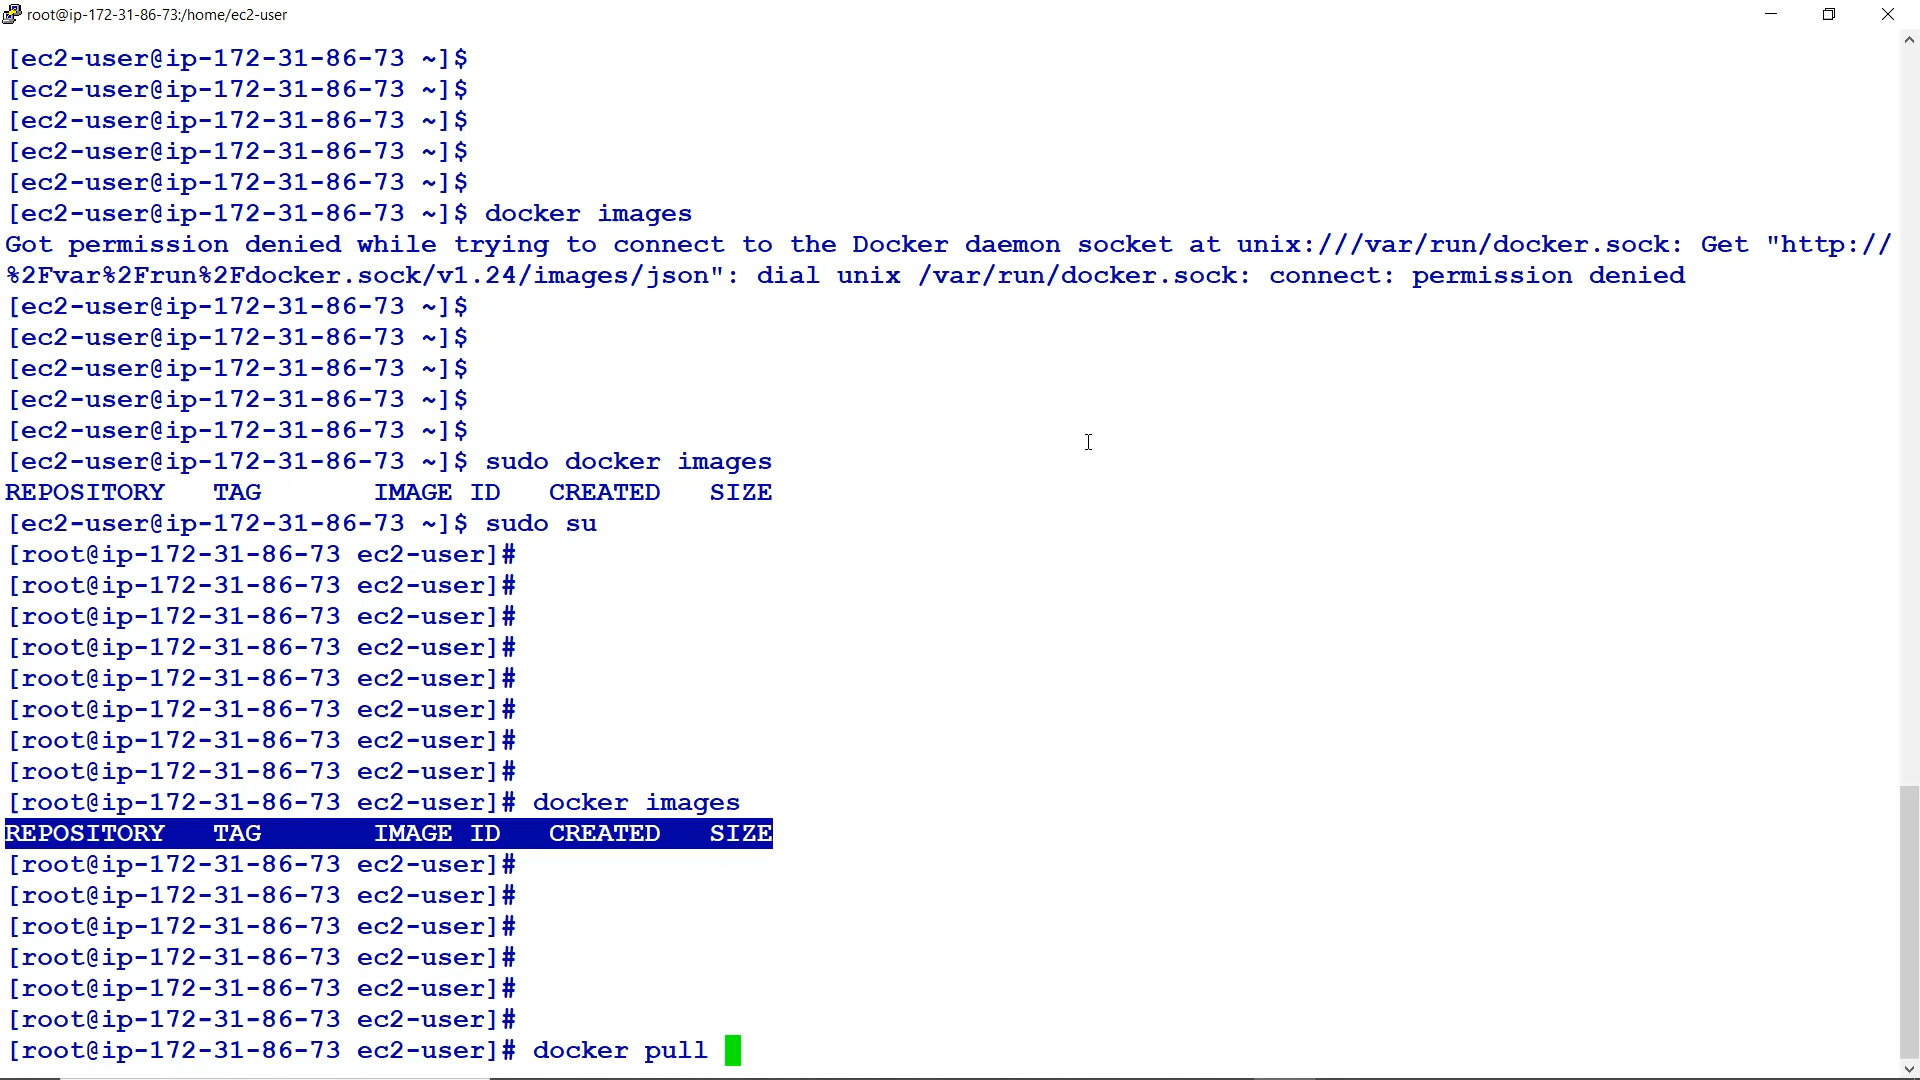 root@ip-172-31-86-73:/home/ec2-user
[ec2-user@ip-172-31-86-73 ~]$
[ec2-user@ip-172-31-86-73 ~]$
[ec2-user@ip-172-31-86-73 ~]$
[ec2-user@ip-172-31-86-73 ~]$
[ec2-user@ip-172-31-86-73 ~]$
[ec2-user@ip-172-31-86-73 ~]$ docker images
Got permission denied while trying to connect to the Docker daemon socket at unix:///var/run/docker.sock: Get "http://
%2Fvar%2Frun%2Fdocker.sock/v1.24/images/json": dial unix /var/run/docker.sock: connect: permission denied
[ec2-user@ip-172-31-86-73 ~]$
[ec2-user@ip-172-31-86-73 ~]$
[ec2-user@ip-172-31-86-73 ~]$
[ec2-user@ip-172-31-86-73 ~]$
[ec2-user@ip-172-31-86-73 ~]$
[ec2-user@ip-172-31-86-73 ~]$ sudo docker images
REPOSITORY   TAG       IMAGE ID   CREATED   SIZE
[ec2-user@ip-172-31-86-73 ~]$ sudo su
[root@ip-172-31-86-73 ec2-user]#
[root@ip-172-31-86-73 ec2-user]#
[root@ip-172-31-86-73 ec2-user]#
[root@ip-172-31-86-73 ec2-user]#
[root@ip-172-31-86-73 ec2-user]#
[root@ip-172-31-86-73 ec2-user]#
[root@ip-172-31-86-73 ec2-user]#
[root@ip-172-31-86-73 ec2-user]#
[root@ip-172-31-86-73 ec2-user]# docker images
REPOSITORY   TAG       IMAGE ID   CREATED   SIZE
[root@ip-172-31-86-73 ec2-user]#
[root@ip-172-31-86-73 ec2-user]#
[root@ip-172-31-86-73 ec2-user]#
[root@ip-172-31-86-73 ec2-user]#
[root@ip-172-31-86-73 ec2-user]#
[root@ip-172-31-86-73 ec2-user]#
[root@ip-172-31-86-73 ec2-user]# docker pull